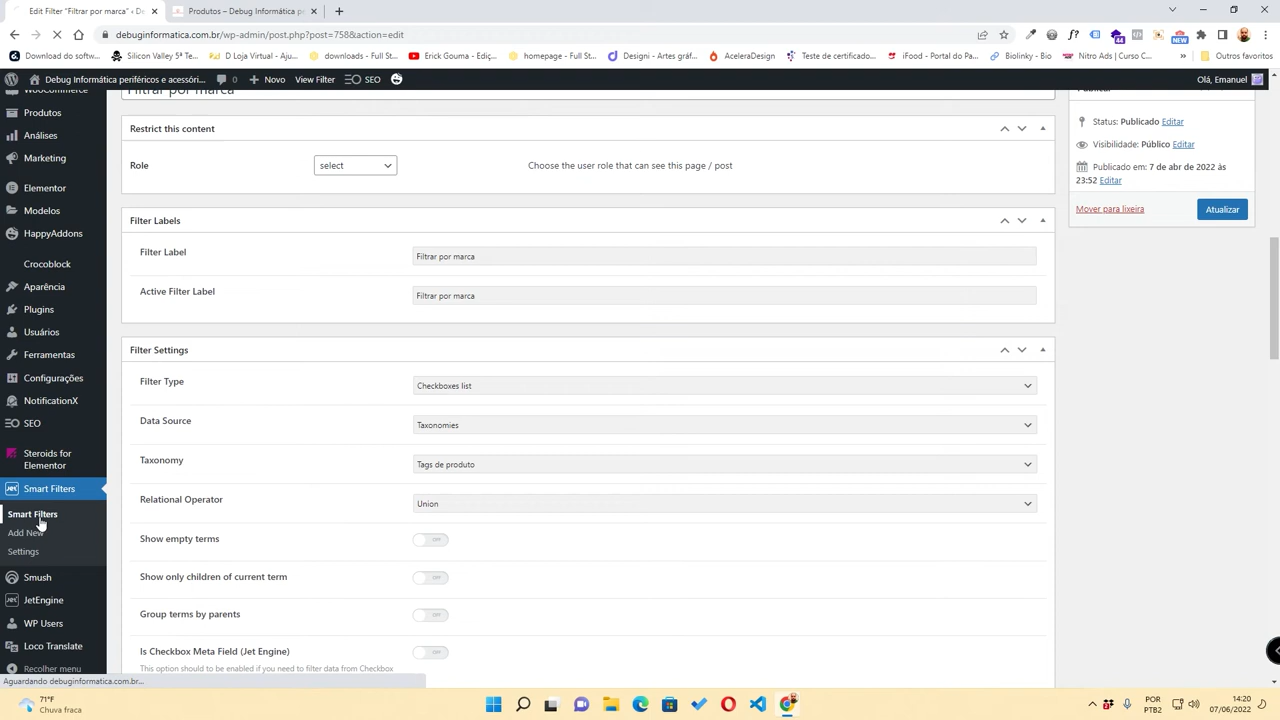 Edit Filter "Filtrar por marca" ‹ D
Produtos – Debug Informática pe
debuginformatica.com.br/wp-admin/post.php?post=758&action=edit
Download do softw...
Silicon Valley 5ª Te...
D Loja Virtual - Aju...
downloads - Full St...
Erick Gouma - Exç...
homepage - Full St...
Designi - Artes gráf...
AceleraDesign
Teste de certificado...
iFood - Portal do Pa...
Biolinky - Bio
Nitro Ads | Curso C...
»
Outros favoritos
Debug Informática periféricos e acessóri...
0
Novo
View Filter
SEO
Olá, Emanuel
WooCommerce
Produtos
Análises
Marketing
Elementor
Modelos
HappyAddons
Crocoblock
Aparência
Plugins
Usuários
Ferramentas
Configurações
NotificationX
SEO
Steroids for
Elementor
Smart Filters
Smart Filters
Add New
Settings
Smush
JetEngine
WP Users
Loco Translate
Recolher menu
Filtrar por marca
Restrict this content
Role
select
Choose the user role that can see this page / post
Filter Labels
Filter Label
Filtrar por marca
Active Filter Label
Filtrar por marca
Filter Settings
Filter Type
Checkboxes list
Data Source
Taxonomies
Taxonomy
Tags de produto
Relational Operator
Union
Show empty terms
OFF
Show only children of current term
OFF
Group terms by parents
OFF
Is Checkbox Meta Field (Jet Engine)
OFF
This option should to be enabled if you need to filter data from Checkbox
Publicar
Status: Publicado Editar
Visibilidade: Público Editar
Publicado em: 7 de abr de 2022 às
23:52 Editar
Mover para lixeira
Atualizar
Aguardando debuginformatica.com.br...
71°F
Chuva fraca
POR
PTB2
14:20
07/06/2022